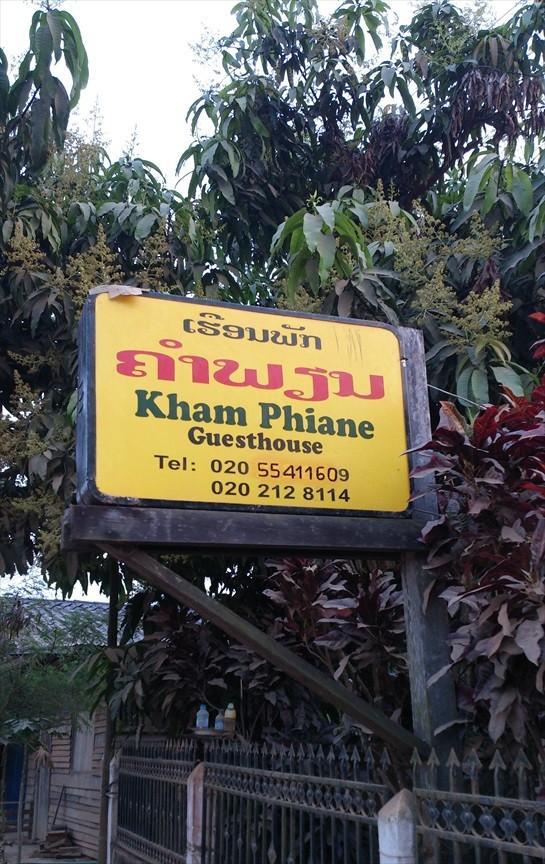 ເຮືອນພັກ
ຄຳພຽນ
Kham Phiane
Guesthouse
Tel: 020 55411609
020 212 8114